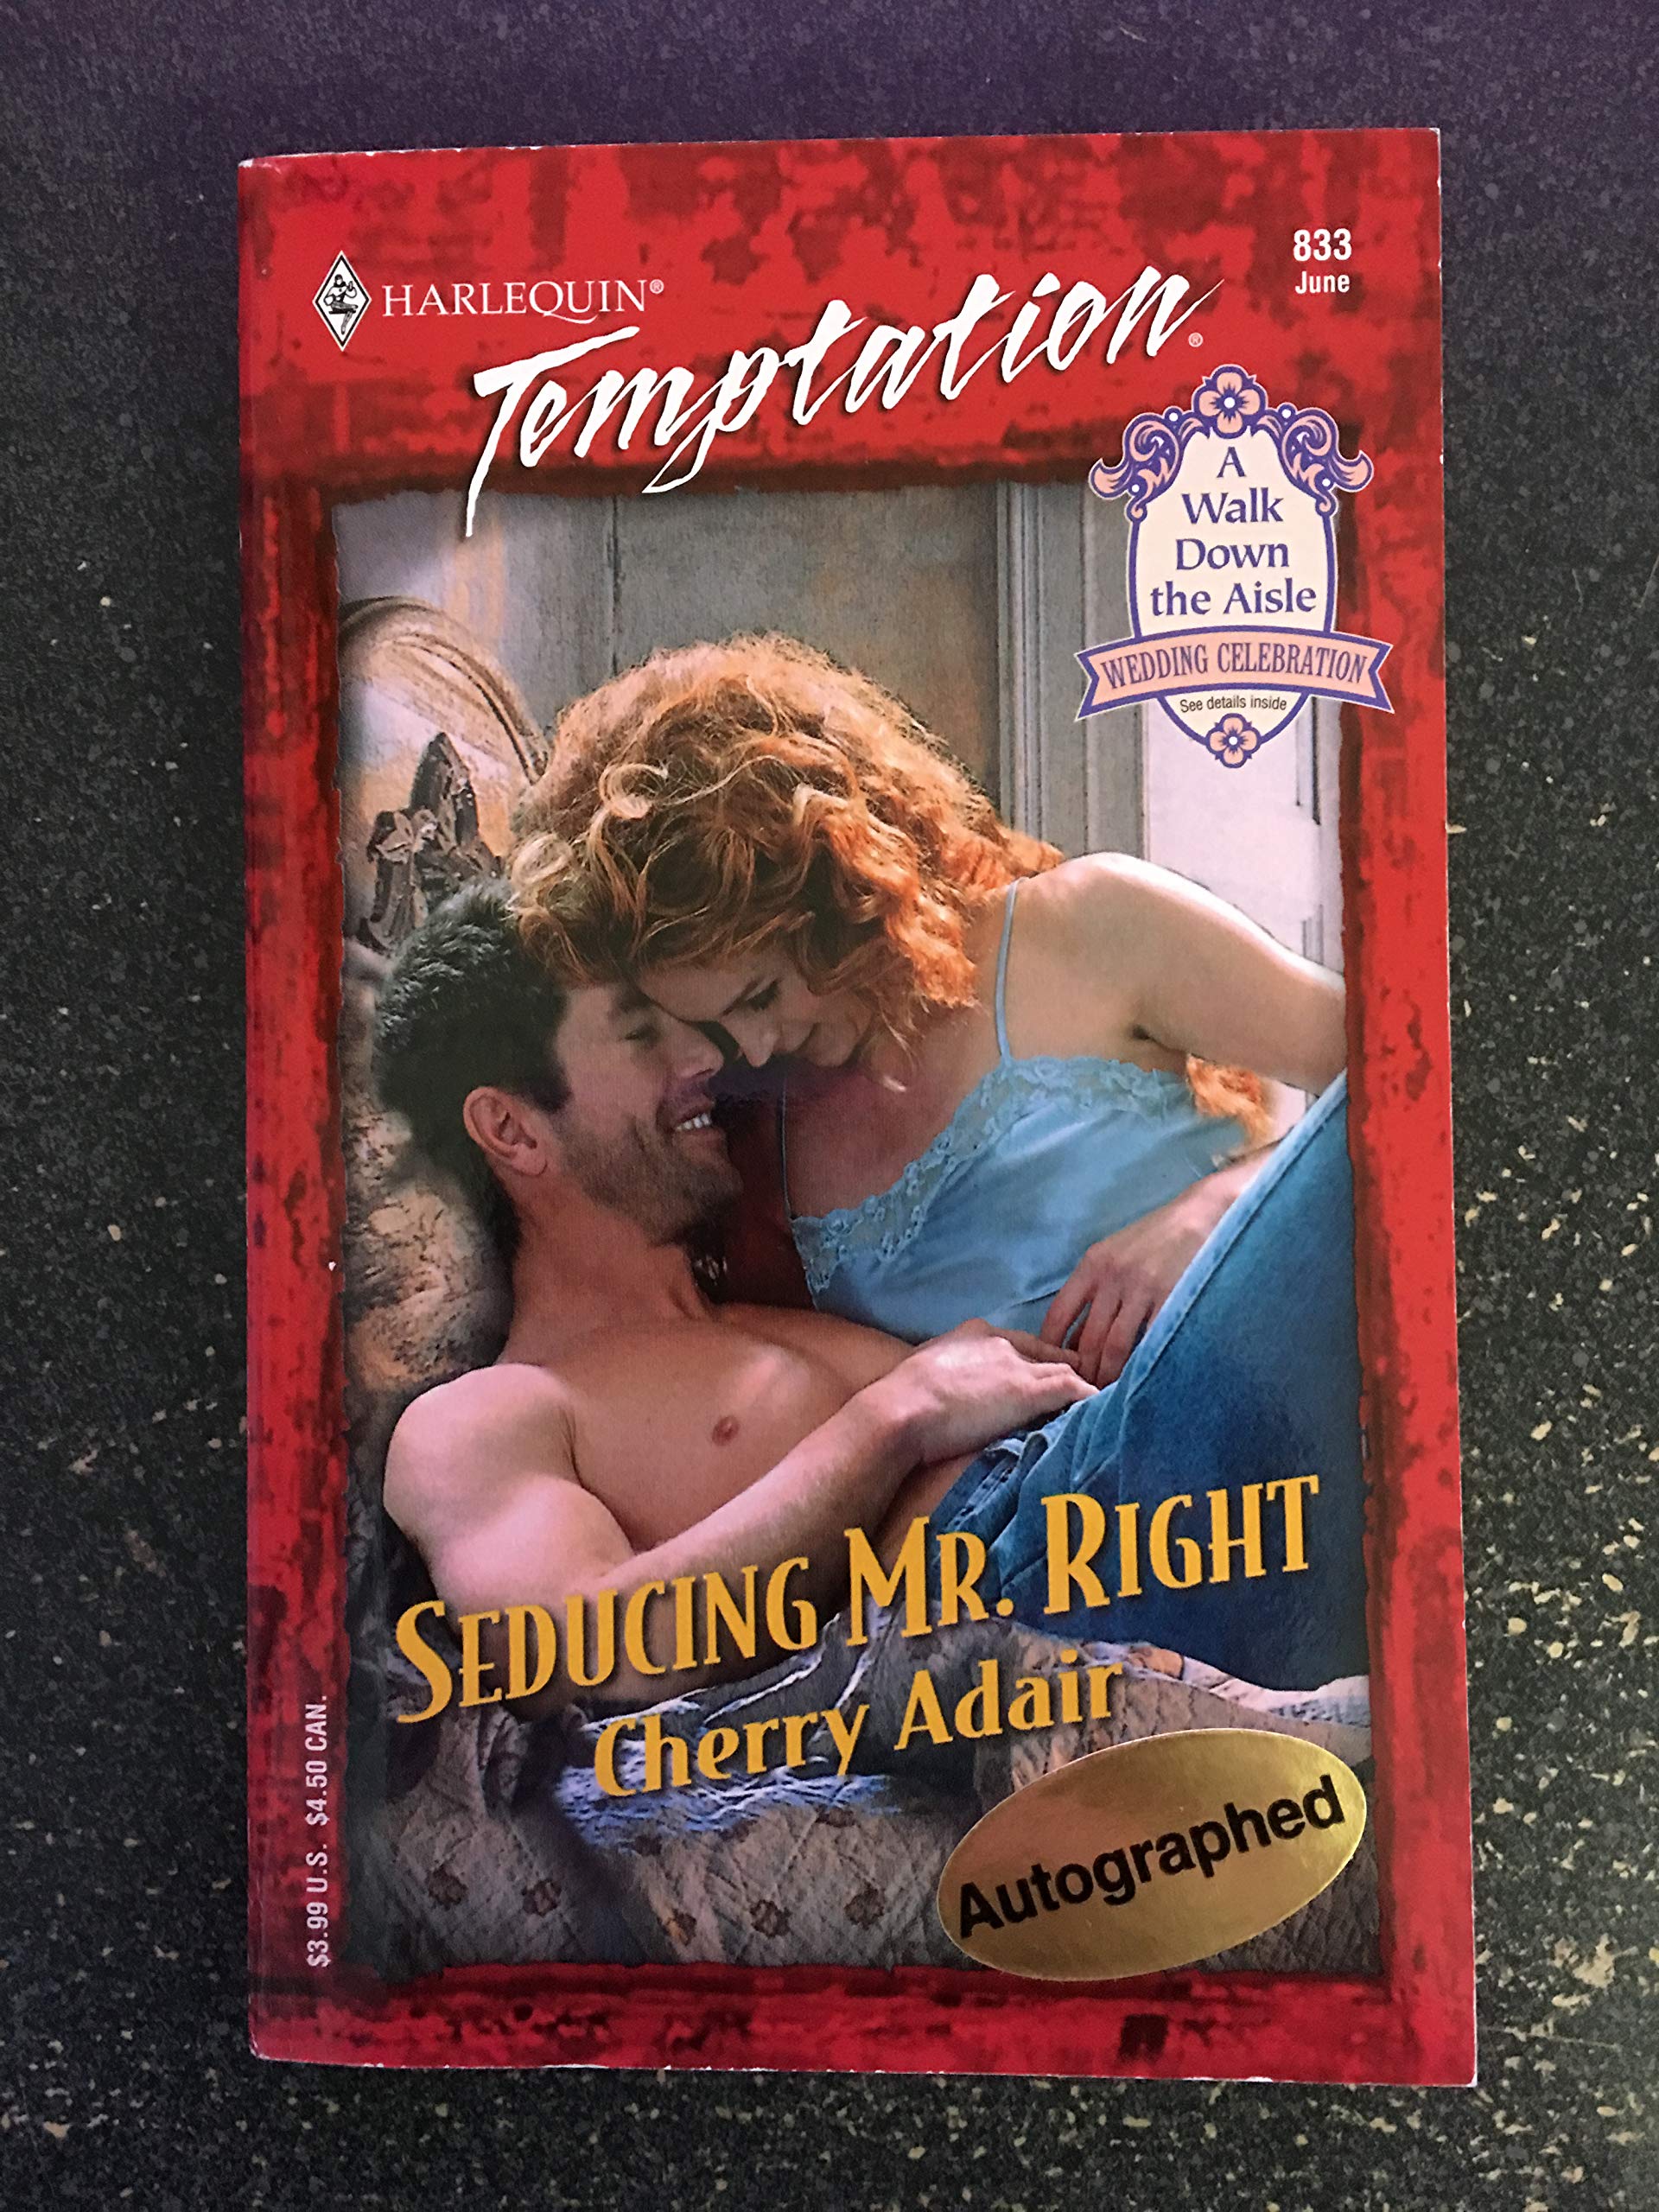 HARLEQUIN®
Temptation®
833
June
A
Walk
Down
the Aisle
WEDDING CELEBRATION
See details inside
SEDUCING MR. RIGHT
Cherry Adair
Autographed
$3.99 U.S. $4.50 CAN.